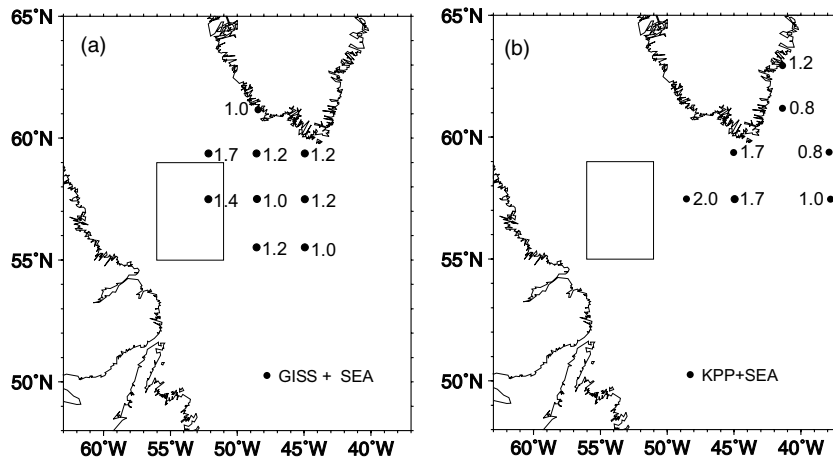 (a)
65°N
60°N
55°N
50°N
1.0
1.7 1.2 1.2
1.4 1.0 1.2
1.2 1.0
GISS + SEA
60°W 55°W 50°W 45°W 40°W
(b)
65°N
60°N
55°N
50°N
1.2
0.8
1.7 0.8
2.0 1.7 1.0
KPP+SEA
60°W 55°W 50°W 45°W 40°W